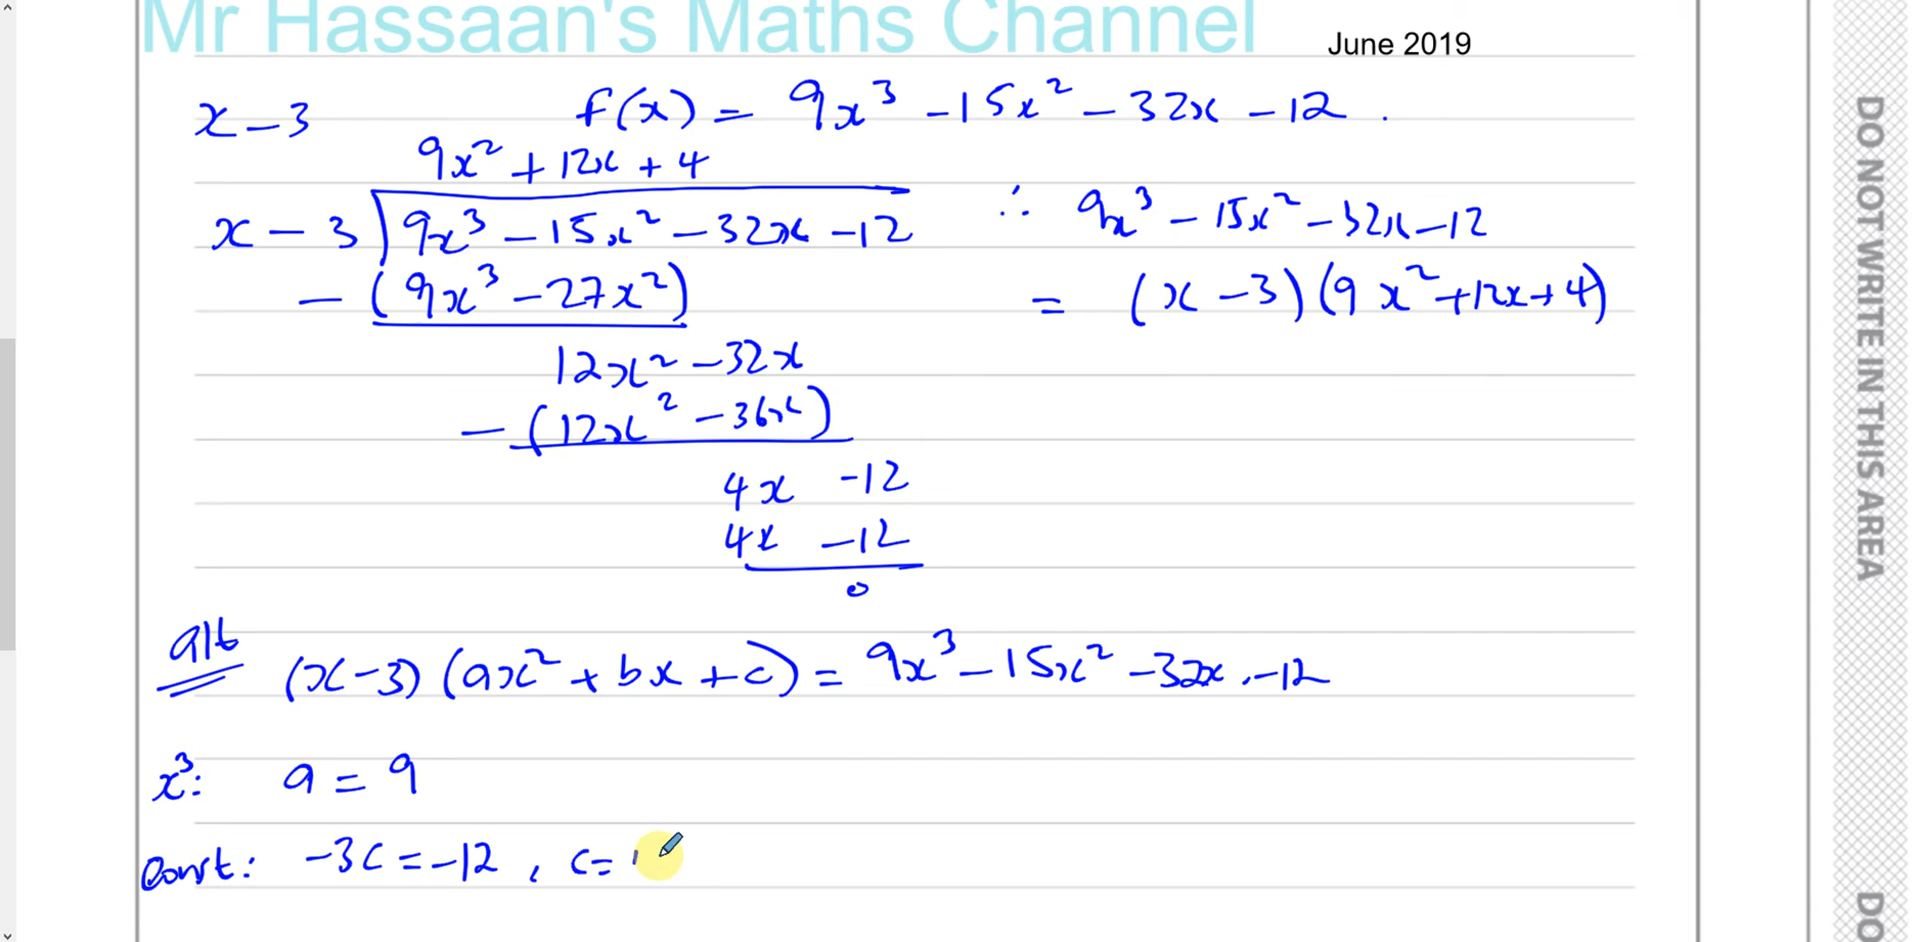 Mr Hassaan's Maths Channel
June 2019
x - 3
f(x) = 9x³ - 15x² - 32x - 12 .
9x² + 12x + 4
x - 3 ) 9x³ - 15x² - 32x - 12
- ( 9x³ - 27x² )
12x² - 32x
- ( 12x² - 36x )
4x - 12
4x - 12
0
∴ 9x³ - 15x² - 32x - 12
= (x - 3)(9x² + 12x + 4)
alt (x - 3)(ax² + bx + c) = 9x³ - 15x² - 32x - 12
x³: a = 9
Const: -3c = -12 , c =
DO NOT WRITE IN THIS AREA
DO